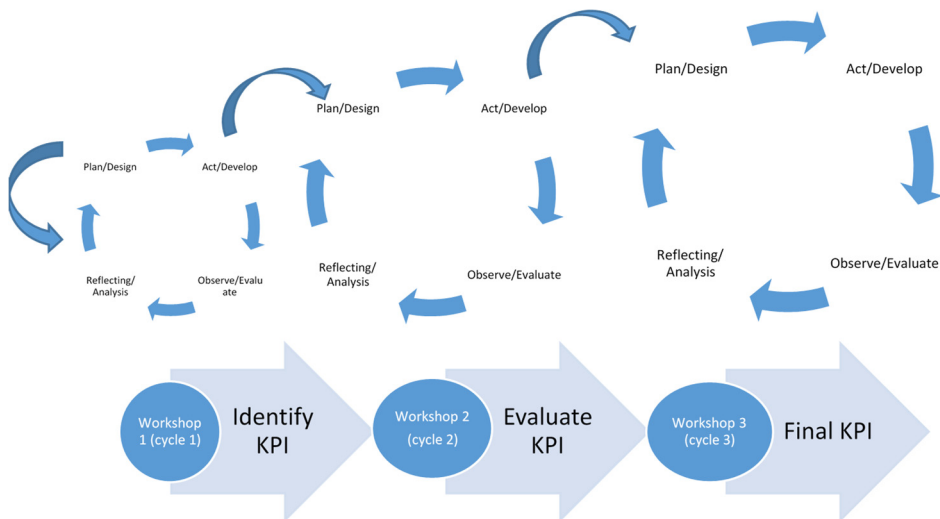 Plan/Design
Act/Develop
Reflecting/
Analysis
Observe/Evalu
ate
Plan/Design
Act/Develop
Reflecting/
Analysis
Observe/Evaluate
Plan/Design
Act/Develop
Reflecting/
Analysis
Observe/Evaluate
Workshop
1 (cycle 1)
Identify
KPI
Workshop 2
(cycle 2)
Evaluate
KPI
Workshop 3
(cycle 3)
Final KPI